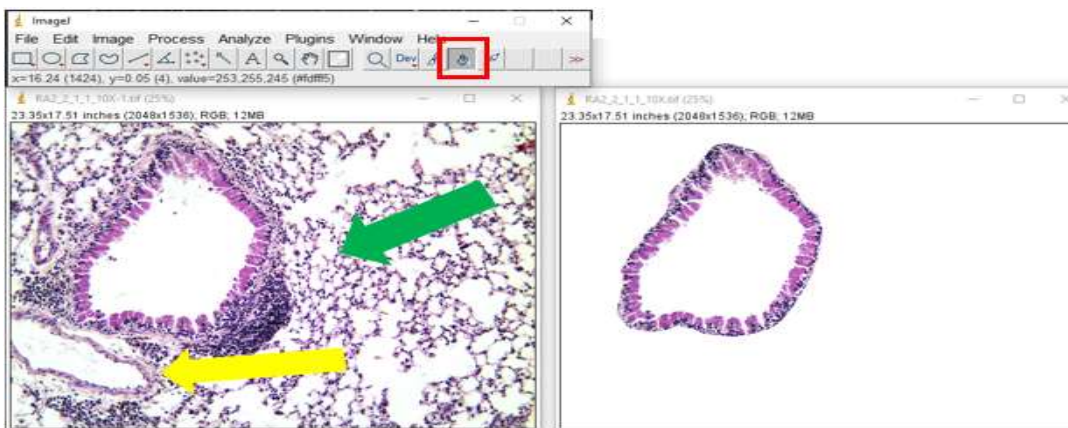 ImageJ
File Edit Image Process Analyze Plugins Window Help
A Dev
x=16.24 (1424), y=0.05 (4), value=253,255,245 (#fdfff5)
RA2_2_1_1_10X-1.tif (25%)
23.35x17.51 inches (2048x1536); RGB; 12MB
RA2_2_1_1_10X.tif (25%)
23.35x17.51 inches (2048x1536); RGB; 12MB